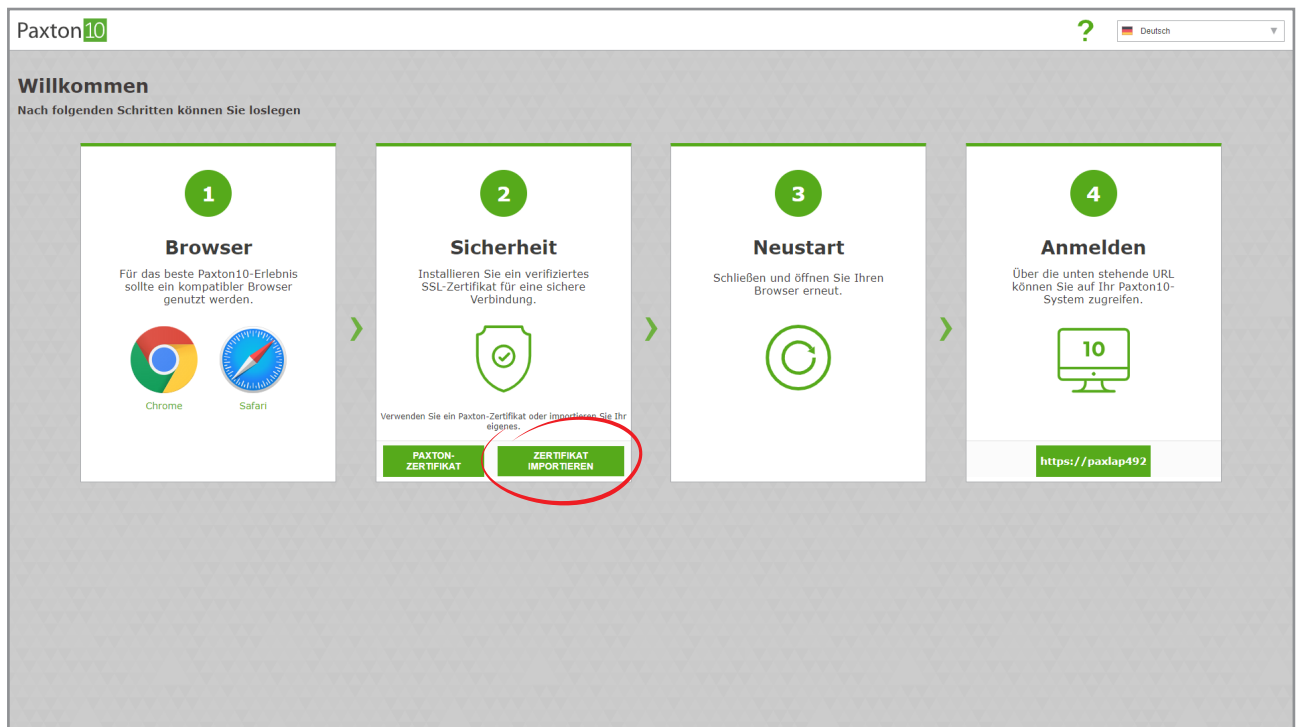 Paxton10
?
Deutsch
Willkommen
Nach folgenden Schritten können Sie loslegen
1
Browser
Für das beste Paxton10-Erlebnis
sollte ein kompatibler Browser
genutzt werden.
Chrome
Safari
2
Sicherheit
Installieren Sie ein verifiziertes
SSL-Zertifikat für eine sichere
Verbindung.
Verwenden Sie ein Paxton-Zertifikat oder importieren Sie Ihr
eigenes.
PAXTON-
ZERTIFIKAT
ZERTIFIKAT
IMPORTIEREN
3
Neustart
Schließen und öffnen Sie Ihren
Browser erneut.
4
Anmelden
Über die unten stehende URL
können Sie auf Ihr Paxton10-
System zugreifen.
10
https://paxlap492